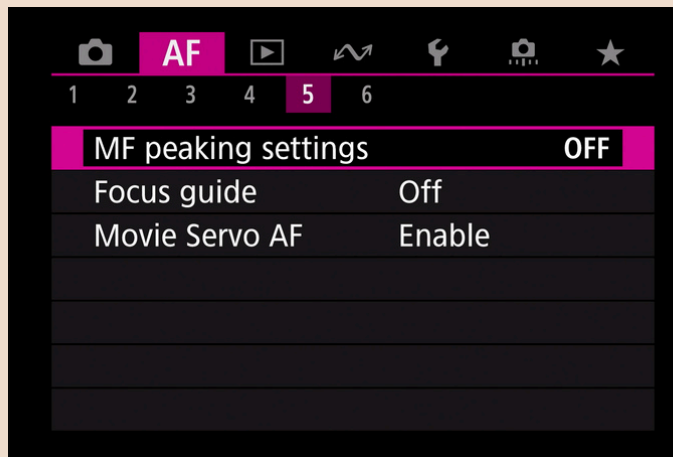 AF
1 2 3 4 5 6
MF peaking settings OFF
Focus guide Off
Movie Servo AF Enable